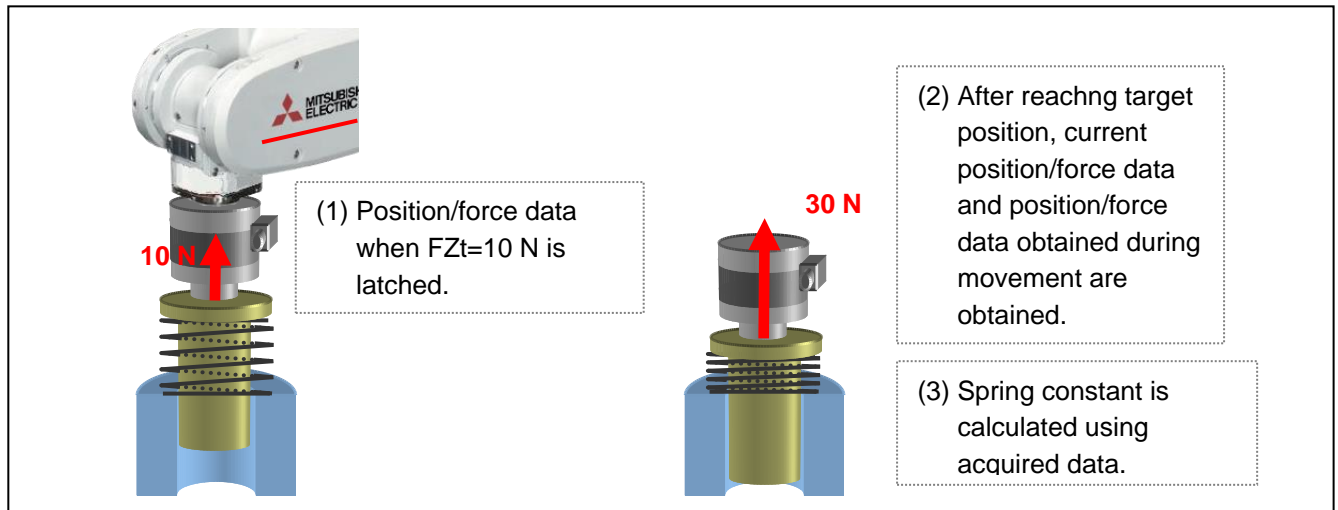 MITSUBISH
ELECTRIC
10 N
(1) Position/force data
when FZt=10 N is
latched.
30 N
(2) After reachng target
position, current
position/force data
and position/force
data obtained during
movement are
obtained.
(3) Spring constant is
calculated using
acquired data.